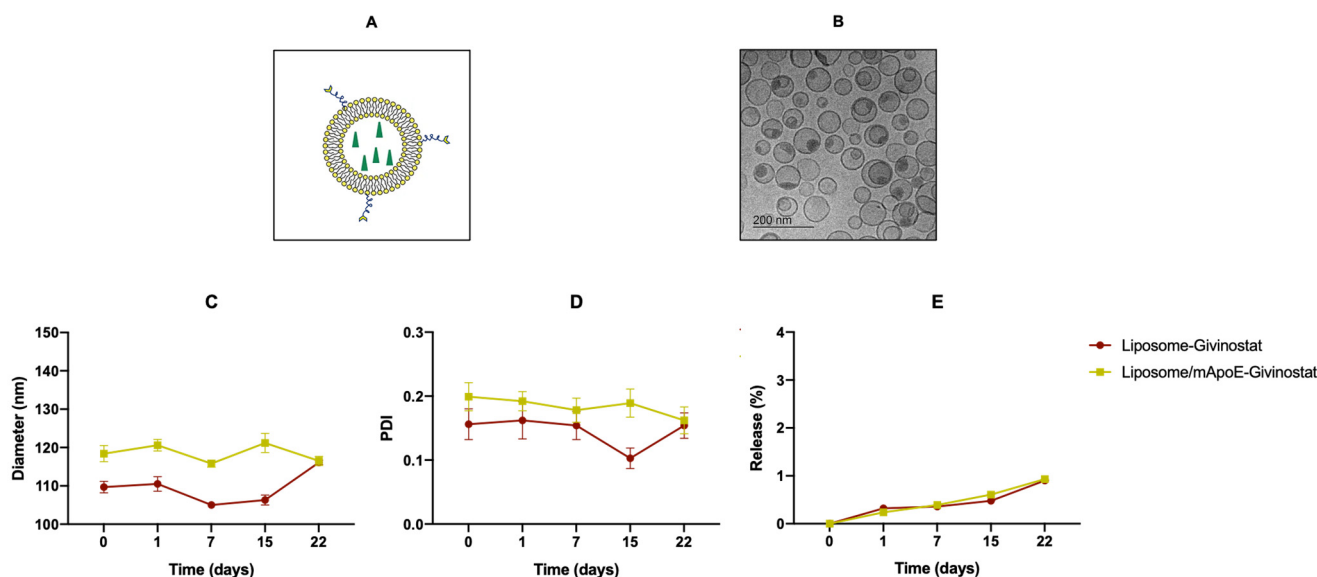 A
B
200 nm
C
D
E
150
140
130
120
110
100
Diameter (nm)
0 1 7 15 22
Time (days)
0.3
0.2
0.1
0.0
PDI
0 1 7 15 22
Time (days)
4
3
2
1
0
Release (%)
0 1 7 15 22
Time (days)
Liposome-Givinostat
Liposome/mApoE-Givinostat